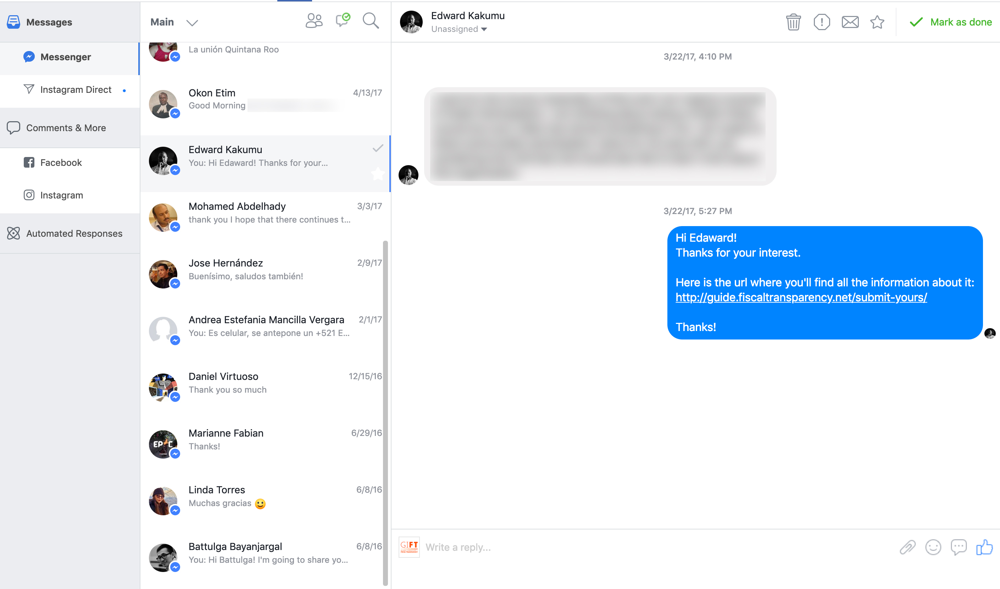 Messages
Messenger
Instagram Direct
Comments & More
Facebook
Instagram
Automated Responses
Main
La unión Quintana Roo
Okon Etim
4/13/17
Good Morning
Edward Kakumu
You: Hi Edaward! Thanks for your...
Mohamed Abdelhady
3/3/17
thank you I hope that there continues t...
Jose Hernández
2/9/17
Buenísimo, saludos también!
Andrea Estefania Mancilla Vergara
2/1/17
You: Es celular, se antepone un +521 E...
Daniel Virtuoso
12/15/16
Thank you so much
EPIC
Marianne Fabian
6/29/16
Thanks!
Linda Torres
6/8/16
Muchas gracias 🙂
Battulga Bayanjargal
6/8/16
You: Hi Battulga! I'm going to share yo...
Edward Kakumu
Unassigned
Mark as done
3/22/17, 4:10 PM
3/22/17, 5:27 PM
Hi Edaward!
Thanks for your interest.
Here is the url where you'll find all the information about it:
http://guide.fiscaltransparency.net/submit-yours/
Thanks!
GIFT
Write a reply...